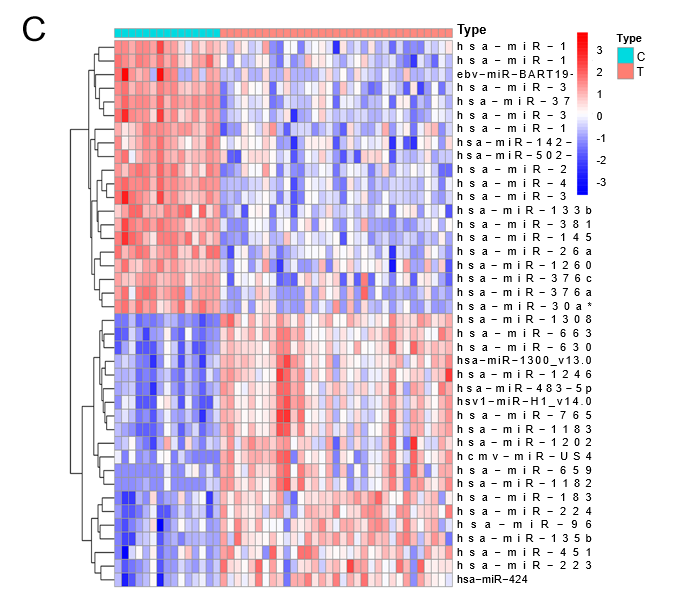 C
Type
hsa-miR-1
hsa-miR-1
ebv-miR-BART19-
hsa-miR-3
hsa-miR-37
hsa-miR-3
hsa-miR-1
hsa-miR-142-
hsa-miR-502-
hsa-miR-2
hsa-miR-4
hsa-miR-3
hsa-miR-133b
hsa-miR-381
hsa-miR-145
hsa-miR-26a
hsa-miR-1260
hsa-miR-376c
hsa-miR-376a
hsa-miR-30a*
hsa-miR-1308
hsa-miR-663
hsa-miR-630
hsa-miR-1300_v13.0
hsa-miR-1246
hsa-miR-483-5p
hsv1-miR-H1_v14.0
hsa-miR-765
hsa-miR-1183
hsa-miR-1202
hcmv-miR-US4
hsa-miR-659
hsa-miR-1182
hsa-miR-183
hsa-miR-224
hsa-miR-96
hsa-miR-135b
hsa-miR-451
hsa-miR-223
hsa-miR-424
3
2
1
0
-1
-2
-3
Type
C
T